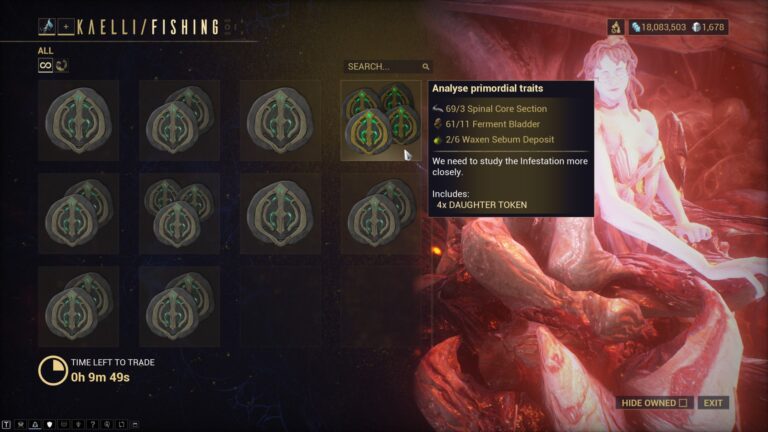 KAELLI/FISHING
18,083,503 1,678
ALL
SEARCH...
Analyse primordial traits
69/3 Spinal Core Section
61/11 Ferment Bladder
2/6 Waxen Sebum Deposit
We need to study the Infestation more
closely.
Includes:
4x DAUGHTER TOKEN
TIME LEFT TO TRADE
0h 9m 49s
HIDE OWNED
EXIT